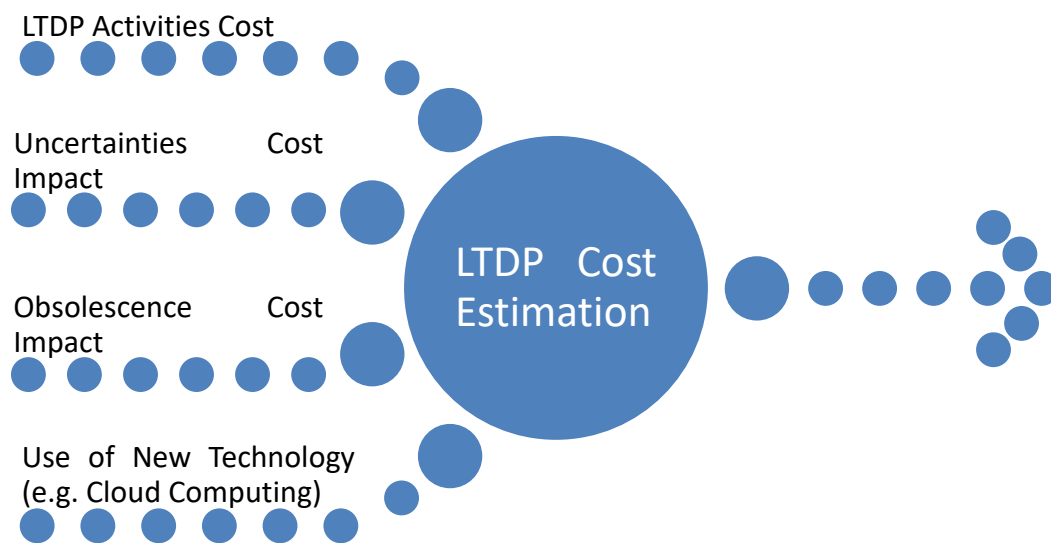 LTDP Activities Cost
Uncertainties Cost
Impact
Obsolescence Cost
Impact
Use of New Technology
(e.g. Cloud Computing)
LTDP Cost
Estimation